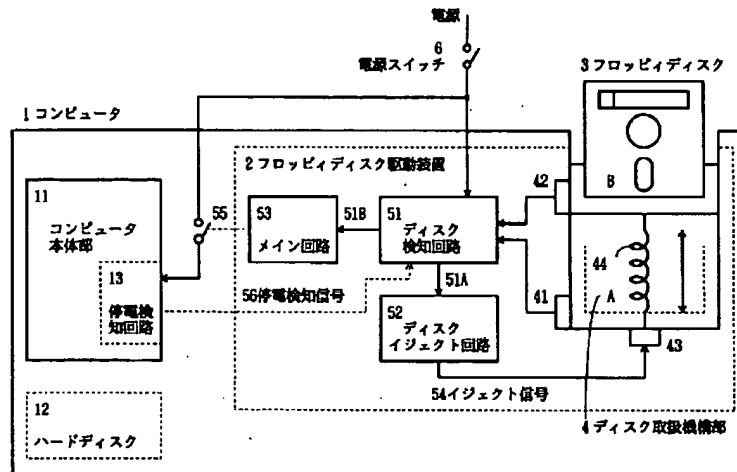 電源
6
電源スイッチ
3フロッピィディスク
1コンピュータ
2フロッピィディスク駆動装置
B
11
コンピュータ
本体部
55
53
メイン回路
51B
51
ディスク
検知回路
42
13
停電検
知回路
56停電検知信号
51A
44
41
A
52
ディスク
イジェクト回路
43
54イジェクト信号
12
ハードディスク
4ディスク取扱機構部